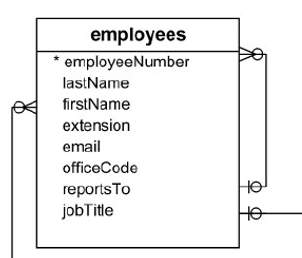 employees
* employeeNumber
lastName
firstName
extension
email
officeCode
reportsTo
jobTitle